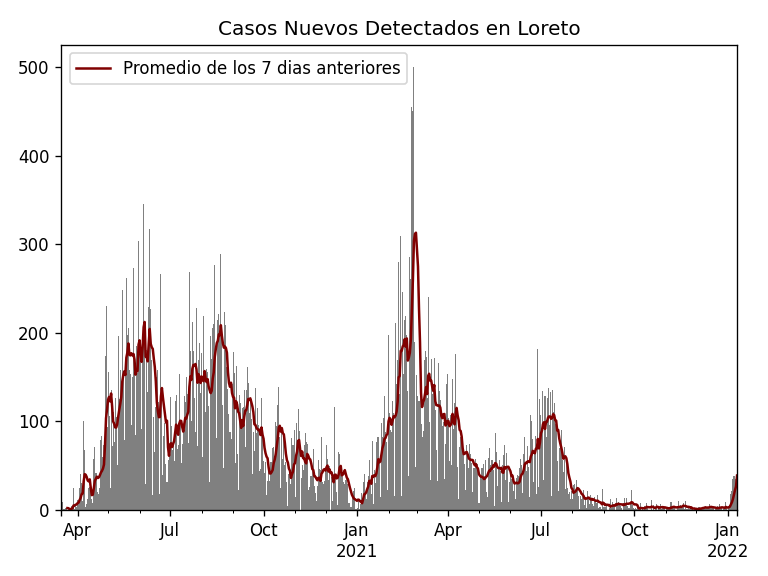 Casos Nuevos Detectados en Loreto
Promedio de los 7 dias anteriores
500
400
300
200
100
0
Apr Jul Oct Jan Apr Jul Oct Jan
2021 2022